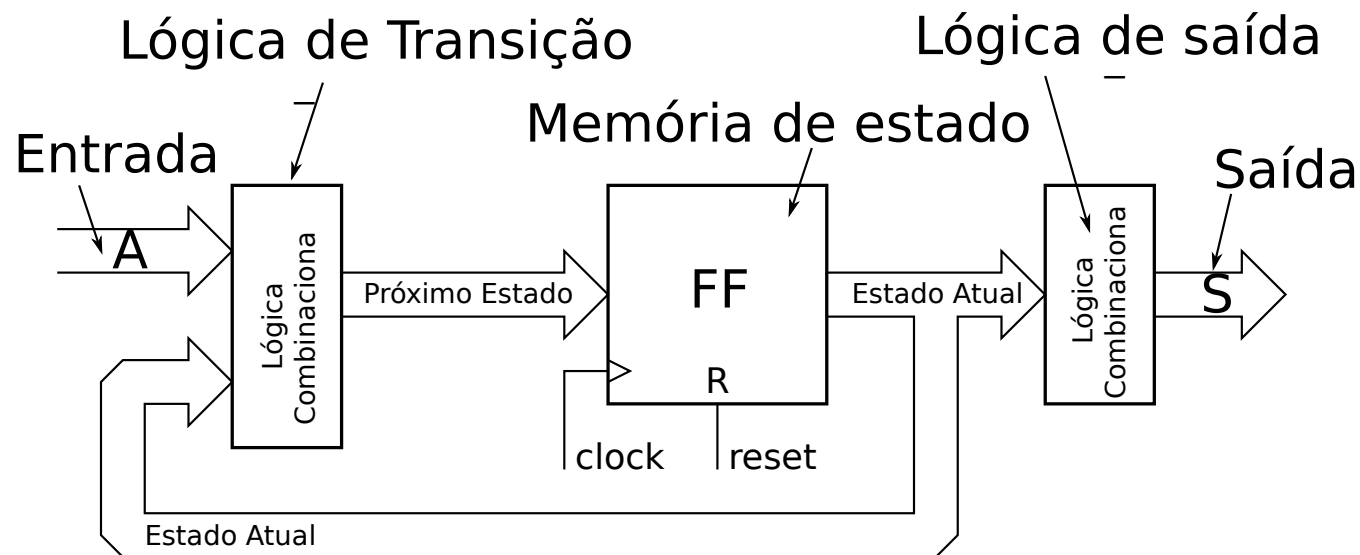 Lógica de Transição
Lógica de saída
Memória de estado
Entrada
Saída
A
Lógica
Combinaciona
Próximo Estado
FF
R
clock
reset
Estado Atual
Lógica
Combinaciona
S
Estado Atual